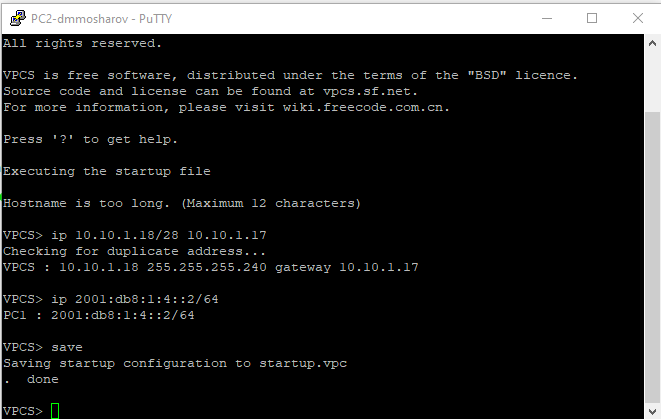 PC2-dmmosharov - PuTTY
All rights reserved.
VPCS is free software, distributed under the terms of the "BSD" licence.
Source code and license can be found at vpcs.sf.net.
For more information, please visit wiki.freecode.com.cn.
Press '?' to get help.
Executing the startup file
Hostname is too long. (Maximum 12 characters)
VPCS> ip 10.10.1.18/28 10.10.1.17
Checking for duplicate address...
VPCS : 10.10.1.18 255.255.255.240 gateway 10.10.1.17
VPCS> ip 2001:db8:1:4::2/64
PC1 : 2001:db8:1:4::2/64
VPCS> save
Saving startup configuration to startup.vpc
.  done
VPCS>